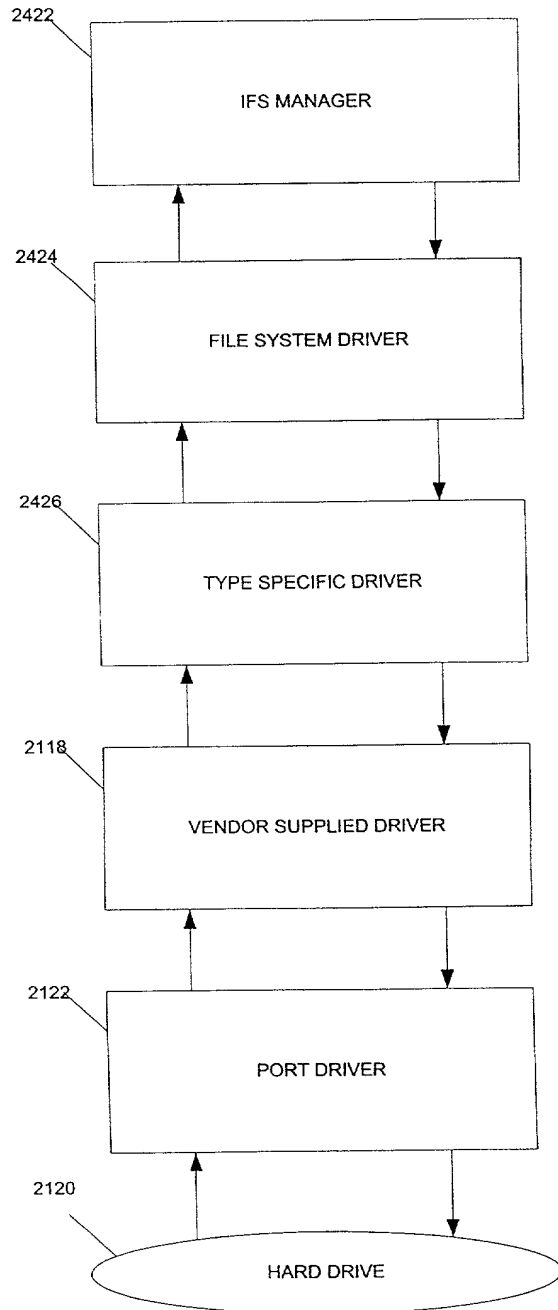 2422
IFS MANAGER
2424
FILE SYSTEM DRIVER
2426
TYPE SPECIFIC DRIVER
2118
VENDOR SUPPLIED DRIVER
2122
PORT DRIVER
2120
HARD DRIVE